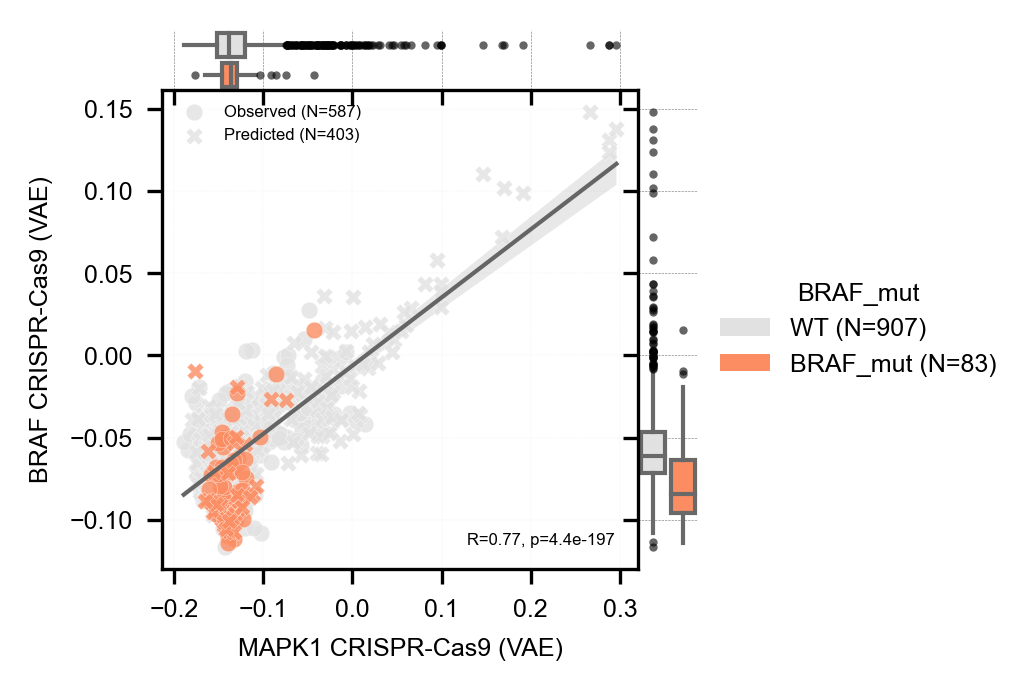 Observed (N=587)
Predicted (N=403)
0.15
0.10
0.05
0.00
−0.05
−0.10
BRAF CRISPR-Cas9 (VAE)
R=0.77, p=4.4e-197
−0.2 −0.1 0.0 0.1 0.2 0.3
MAPK1 CRISPR-Cas9 (VAE)
BRAF_mut
WT (N=907)
BRAF_mut (N=83)